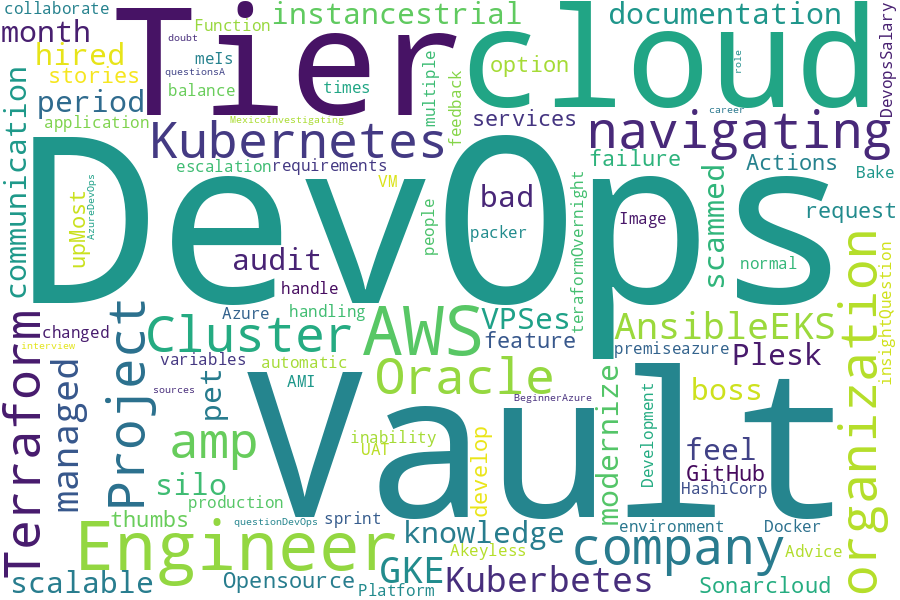 collaborate
Function
instancestrial
documentation
month
Tier
cloud
DevopsSalary
doubt
meIs
hired
questionsA
stories
option
role
balance
times
multiple
feedback
period
application
MexicoInvestigating
career
services
navigating
communication
Kubernetes
escalation
requirements
failure
Actions
Bake
upMost
AzureDevOps
DevOps
VM
people
bad
packer
Image
teraformOvernight
scammed
request
normal
audit
handle
organization
insightQuestion
Terraform
changed
interview
Project
Azure
handling
Cluster
variables
automatic
AWS
VPSes
feature
AnsibleEKS
premiseazure
Plesk
managed
sources
pet
AMI
Oracle
BeginnerAzure
boss
modernize
Development
Vault
amp
inability
UAT
develop
feel
GitHub
HashiCorp
silo
production
thumbs
questionDevOps
sprint
knowledge
environment
Docker
Engineer
Akeyless
company
Advice
scalable
Opensource
GKE
Platform
Kuberbetes
Sonarcloud